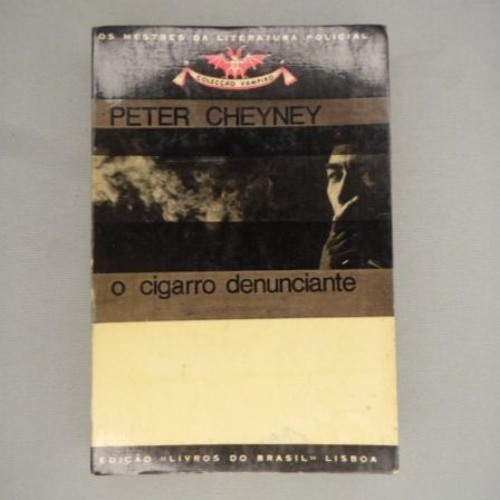 OS MESTRES DA LITERATURA POLICIAL
COLECÇÃO VAMPIRO
PETER CHEYNEY
o cigarro denunciante
EDIÇÃO «LIVROS DO BRASIL» LISBOA